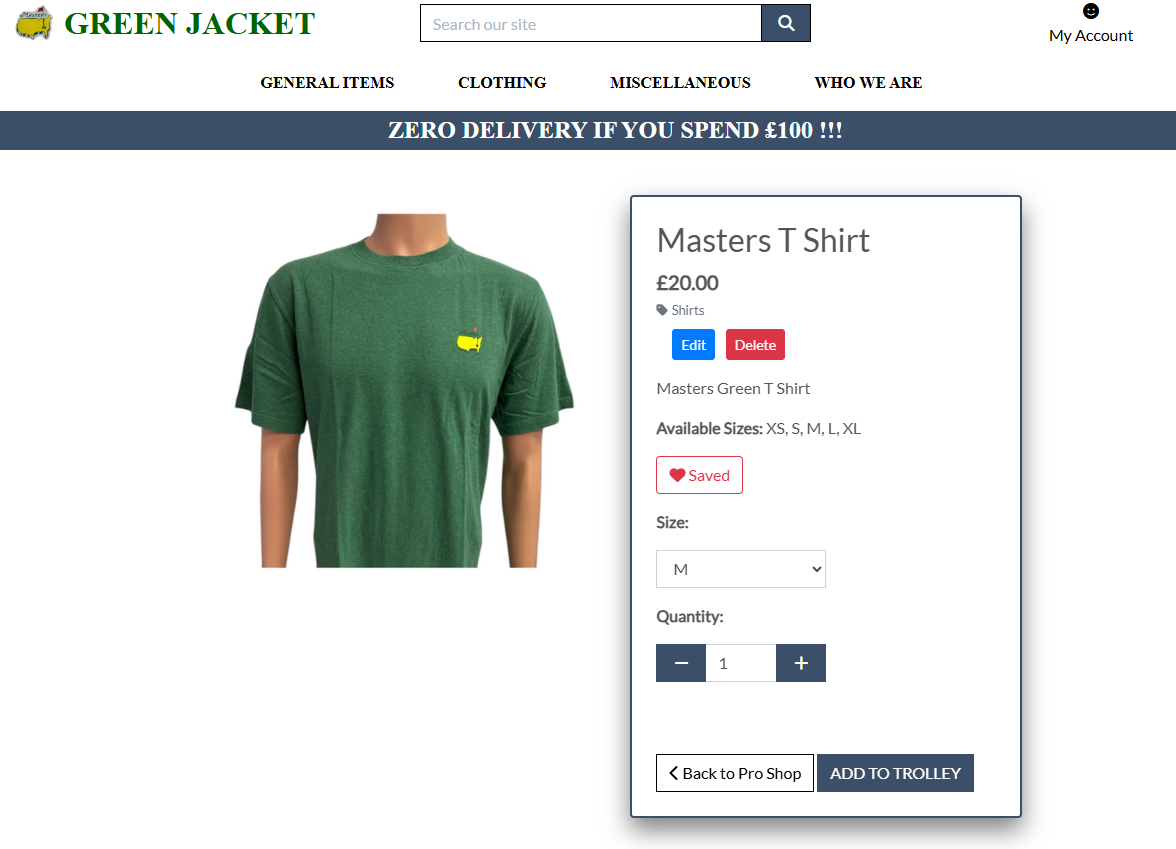 Masters
GREEN JACKET
Search our site
My Account
GENERAL ITEMS
CLOTHING
MISCELLANEOUS
WHO WE ARE
ZERO DELIVERY IF YOU SPEND £100 !!!
Masters T Shirt
£20.00
Shirts
Edit
Delete
Masters Green T Shirt
Available Sizes: XS, S, M, L, XL
Saved
Size:
M
Quantity:
1
Back to Pro Shop
ADD TO TROLLEY